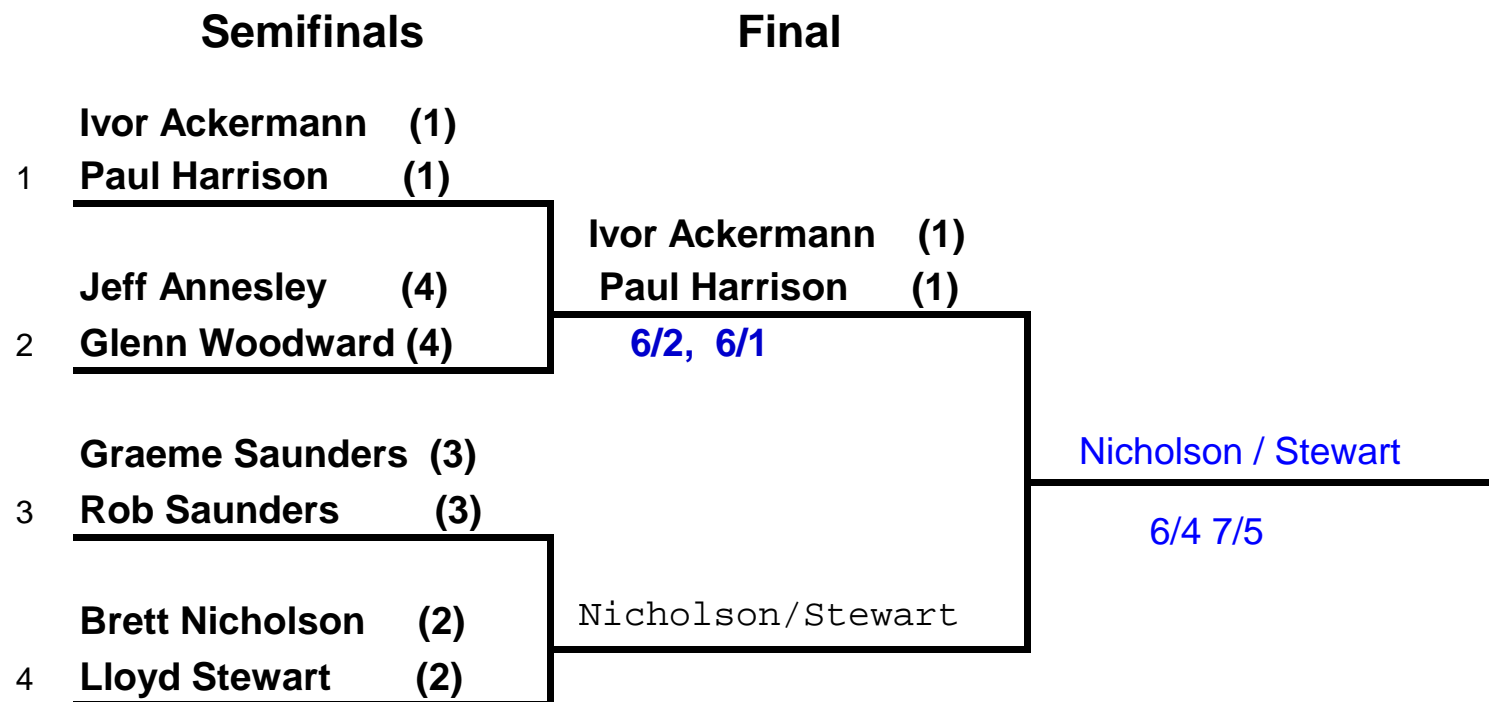 Semifinals Final
Ivor Ackermann (1)
1 Paul Harrison (1)
Ivor Ackermann (1)
Jeff Annesley (4) Paul Harrison (1)
2 Glenn Woodward (4) 6/2, 6/1
Graeme Saunders (3) Nicholson / Stewart
3 Rob Saunders (3)
6/4 7/5
Brett Nicholson (2) Nicholson/Stewart
4 Lloyd Stewart (2)